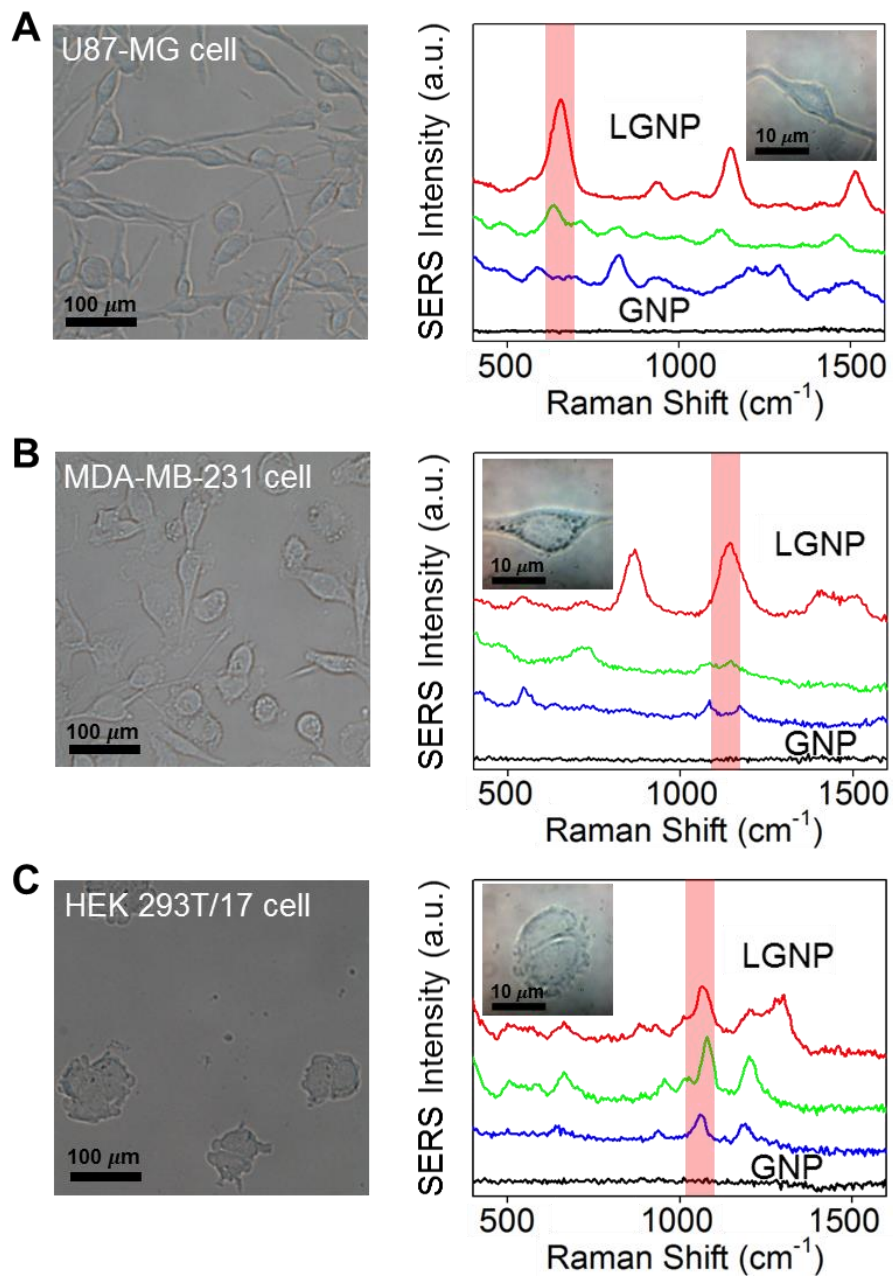 A
U87-MG cell
100 μm
SERS Intensity (a.u.)
LGNP
10 μm
GNP
500 1000 1500
Raman Shift (cm-1)
B
MDA-MB-231 cell
100 μm
SERS Intensity (a.u.)
10 μm
LGNP
GNP
500 1000 1500
Raman Shift (cm-1)
C
HEK 293T/17 cell
100 μm
SERS Intensity (a.u.)
10 μm
LGNP
GNP
500 1000 1500
Raman Shift (cm-1)